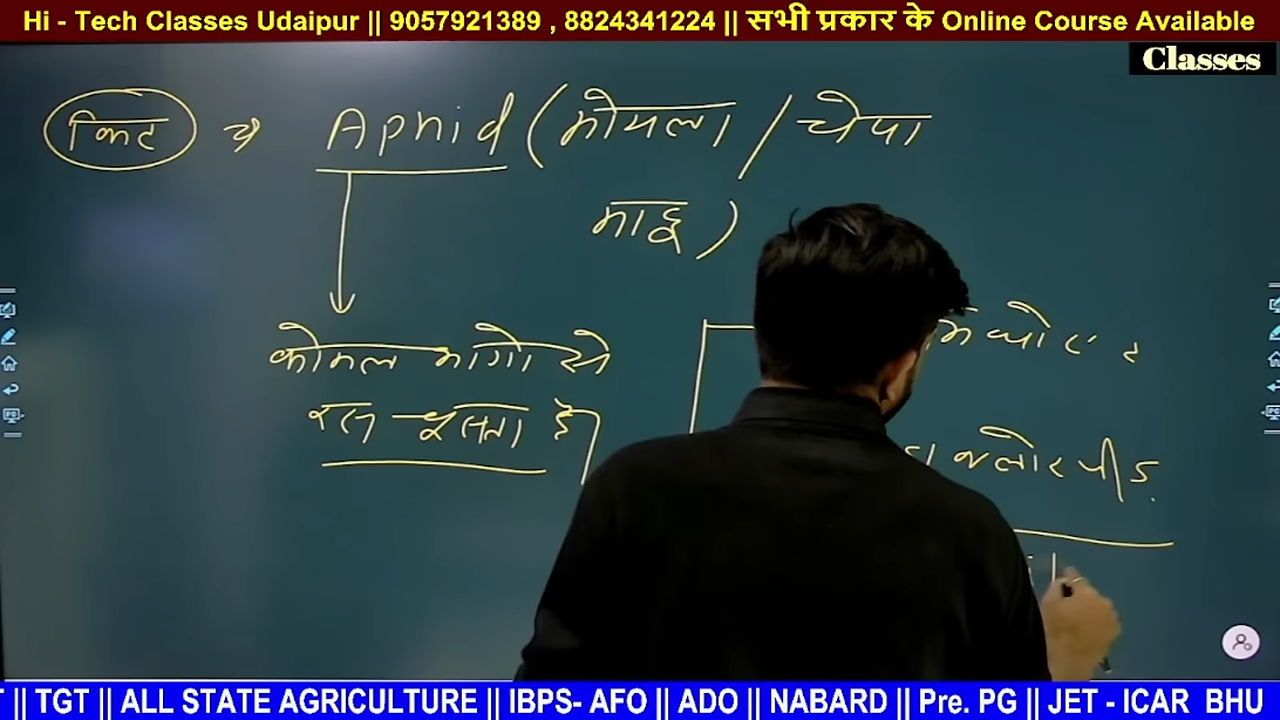 Hi - Tech Classes Udaipur || 9057921389 , 8824341224 || सभी प्रकार के Online Course Available
Classes
किट → Aphid (मोयला / चेपा
माहू )
कोमल भागो से
रस चूसता है
|| TGT || ALL STATE AGRICULTURE || IBPS- AFO || ADO || NABARD || Pre. PG || JET - ICAR BHU